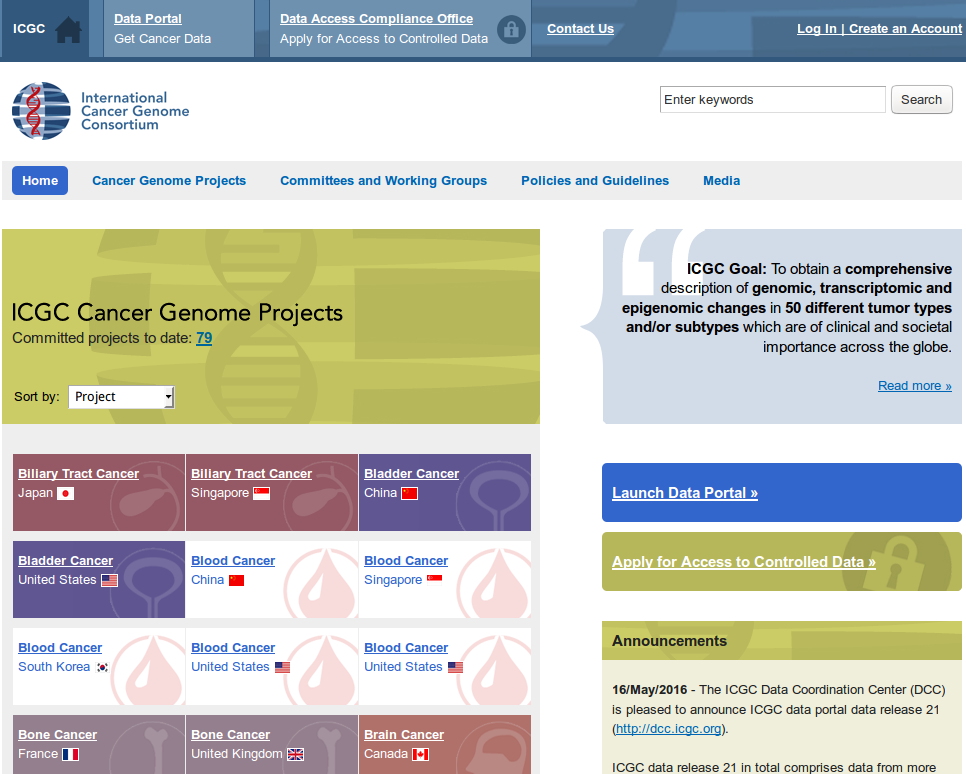 ICGC
Data Portal
Get Cancer Data
Data Access Compliance Office
Apply for Access to Controlled Data
Contact Us
Log In | Create an Account
International
Cancer Genome
Consortium
Enter keywords
Search
Home
Cancer Genome Projects
Committees and Working Groups
Policies and Guidelines
Media
ICGC Cancer Genome Projects
Committed projects to date: 79
Sort by:
Project
Biliary Tract Cancer
Japan
Biliary Tract Cancer
Singapore
Bladder Cancer
China
Bladder Cancer
United States
Blood Cancer
China
Blood Cancer
Singapore
Blood Cancer
South Korea
Blood Cancer
United States
Blood Cancer
United States
Bone Cancer
France
Bone Cancer
United Kingdom
Brain Cancer
Canada
ICGC Goal: To obtain a comprehensive
description of genomic, transcriptomic and
epigenomic changes in 50 different tumor types
and/or subtypes which are of clinical and societal
importance across the globe.
Read more »
Launch Data Portal »
Apply for Access to Controlled Data »
Announcements
16/May/2016 - The ICGC Data Coordination Center (DCC)
is pleased to announce ICGC data portal data release 21
(http://dcc.icgc.org).
ICGC data release 21 in total comprises data from more